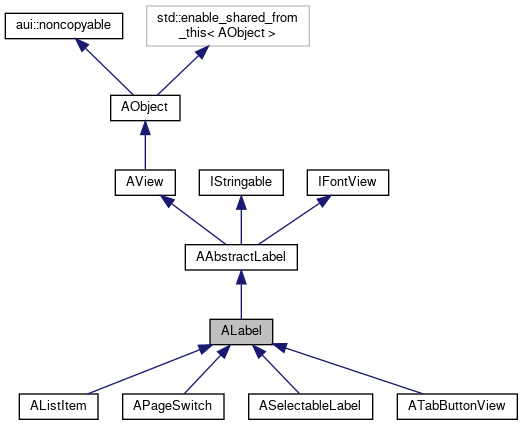 aui::noncopyable
std::enable_shared_from
_this< AObject >
AObject
AView
IStringable
IFontView
AAbstractLabel
ALabel
AListItem
APageSwitch
ASelectableLabel
ATabButtonView